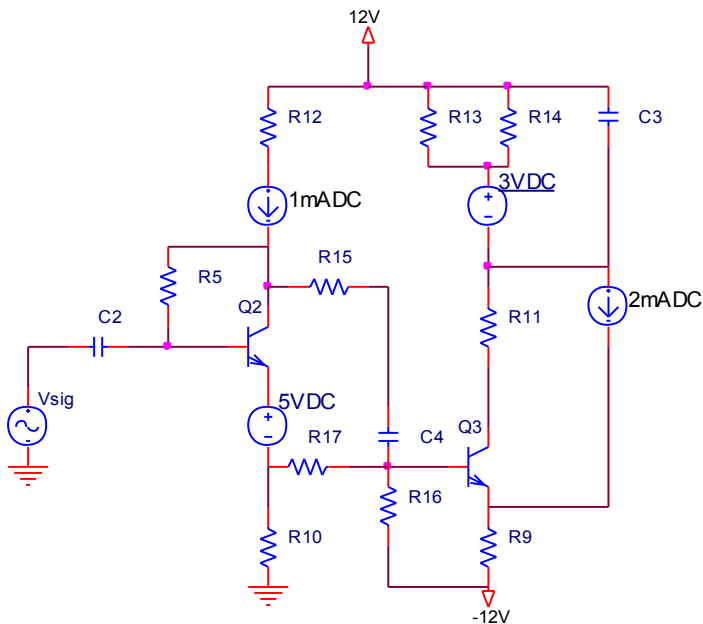 12V
R12
R13
R14
C3
1mADC
3VDC
R5
R15
Q2
C2
R11
2mADC
Vsig
5VDC
R17
C4
Q3
R16
R10
R9
-12V